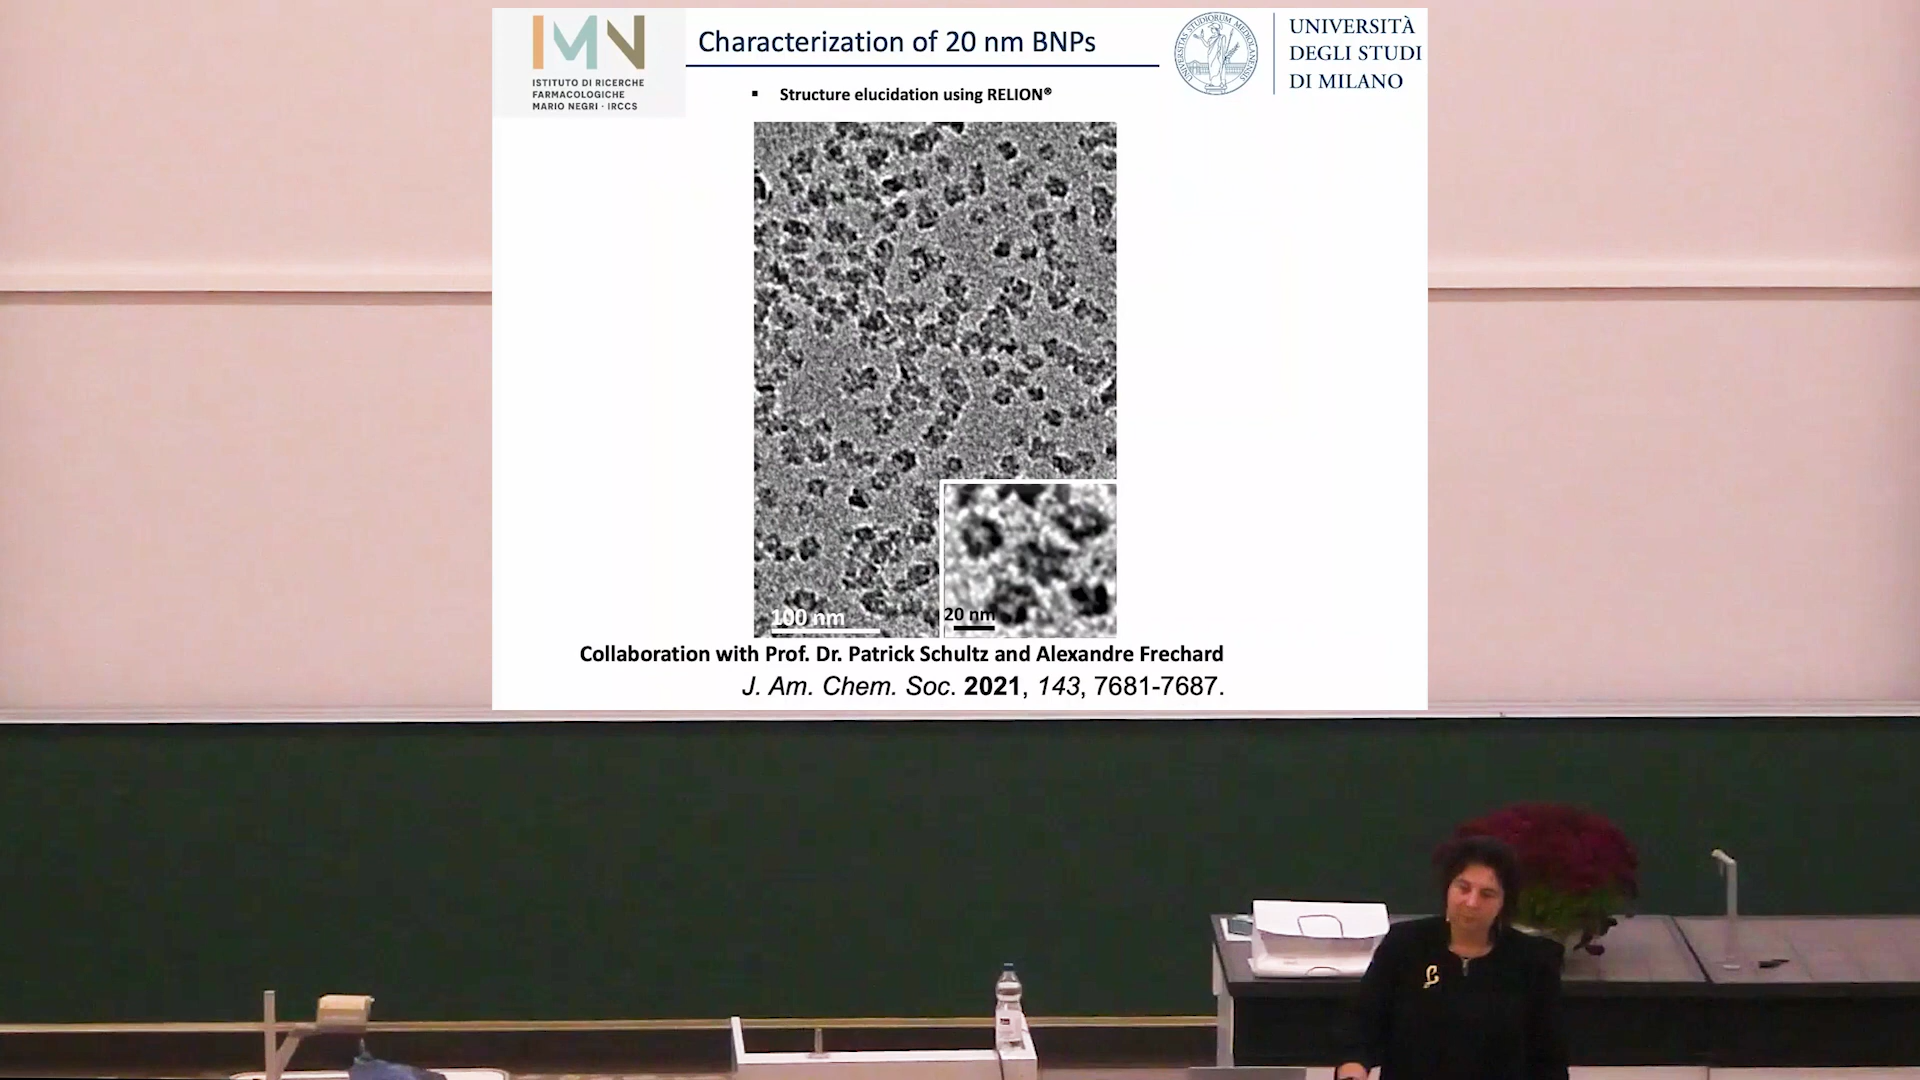 IMN
ISTITUTO DI RICERCHE
FARMACOLOGICHE
MARIO NEGRI · IRCCS
Characterization of 20 nm BNPs
UNIVERSITÀ
DEGLI STUDI
DI MILANO
▪ Structure elucidation using RELION®
100 nm
20 nm
Collaboration with Prof. Dr. Patrick Schultz and Alexandre Frechard
J. Am. Chem. Soc. 2021, 143, 7681-7687.